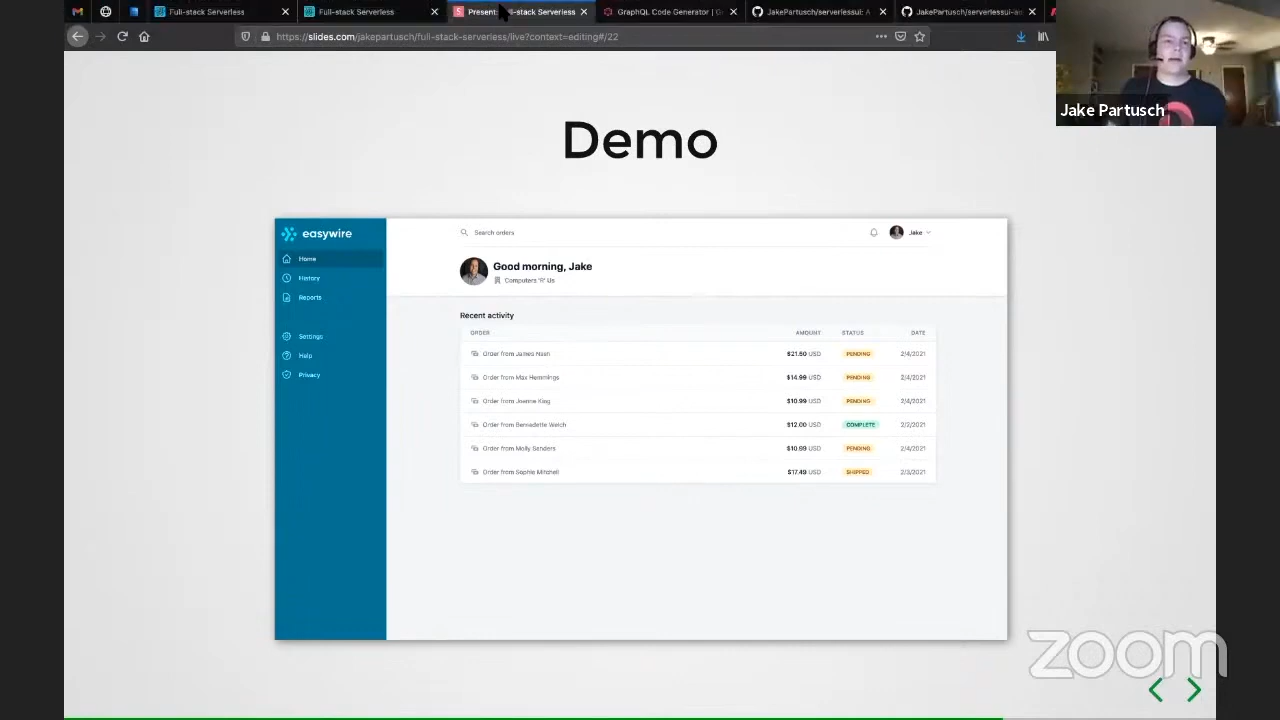 Full-stack Serverless
Full-stack Serverless
Present: Full-stack Serverless
GraphQL Code Generator | G
JakePartusch/serverlessui: A
JakePartusch/serverlessui-a
https://slides.com/jakepartusch/full-stack-serverless/live?context=editing#/22
Jake Partusch
Demo
easywire
Search orders
Jake
Home
History
Reports
Settings
Help
Privacy
Good morning, Jake
Computers 'R' Us
Recent activity
ORDER AMOUNT STATUS DATE
Order from James Nash $21.50 USD PENDING 2/4/2021
Order from Max Hemmings $14.99 USD PENDING 2/4/2021
Order from Joanne King $10.99 USD PENDING 2/4/2021
Order from Bernadette Welch $12.00 USD COMPLETE 2/2/2021
Order from Molly Sanders $10.99 USD PENDING 2/4/2021
Order from Sophie Mitchell $17.49 USD SHIPPED 2/3/2021
zoom